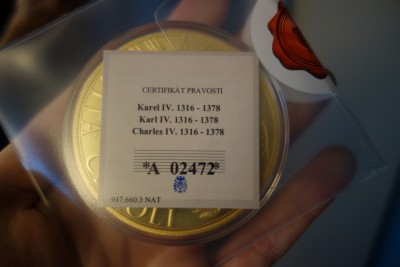 CERTIFIKÁT PRAVOSTI
Karel IV. 1316 - 1378
Karl IV. 1316 - 1378
Charles IV. 1316 - 1378
*A 02472*
917.660.3 NAT